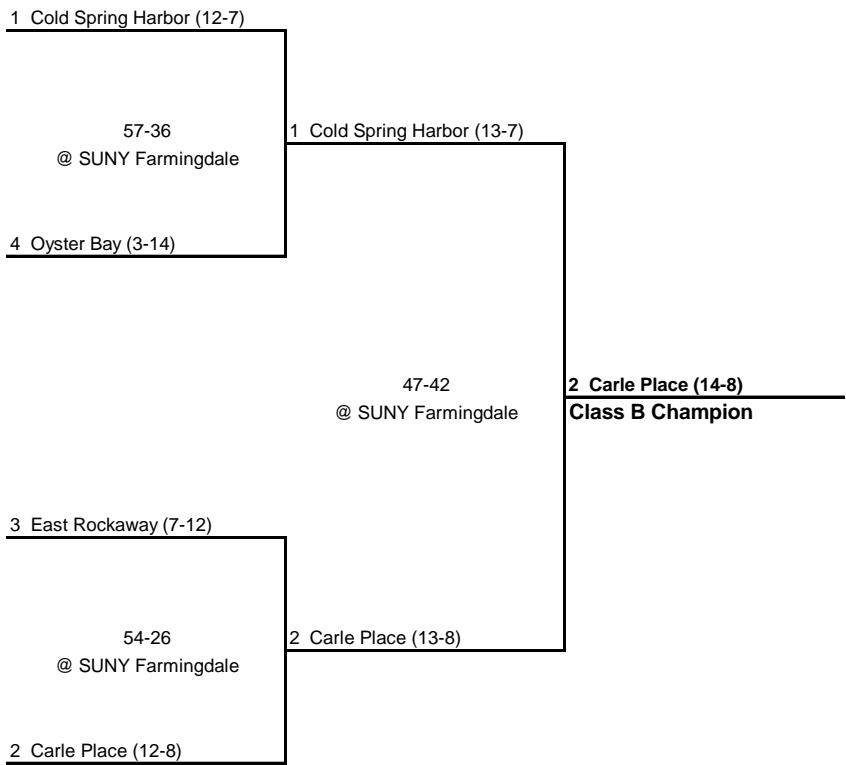 1 Cold Spring Harbor (12-7)
57-36
@ SUNY Farmingdale
1 Cold Spring Harbor (13-7)
4 Oyster Bay (3-14)
47-42
@ SUNY Farmingdale
2 Carle Place (14-8)
Class B Champion
3 East Rockaway (7-12)
54-26
@ SUNY Farmingdale
2 Carle Place (13-8)
2 Carle Place (12-8)